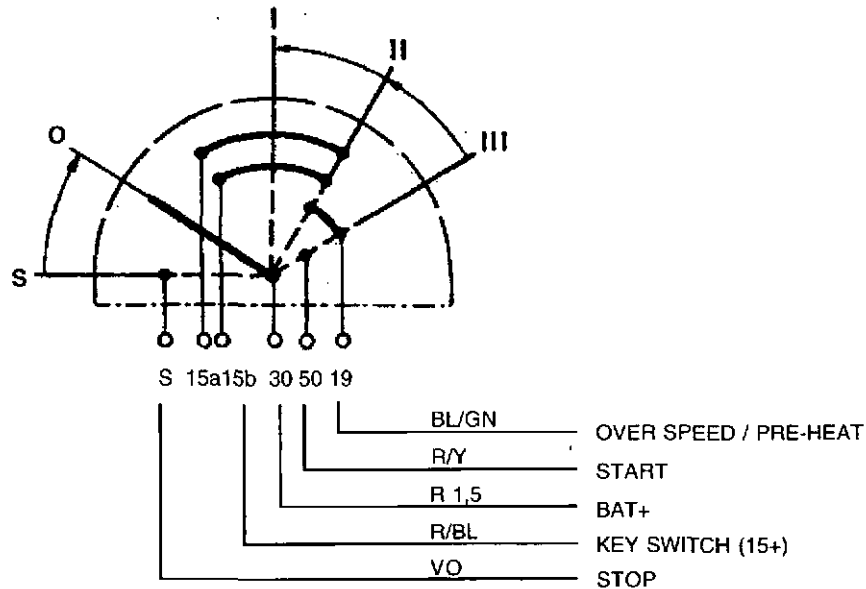 I
II
O
III
S
S 15a 15b 30 50 19
BL/GN OVER SPEED / PRE-HEAT
R/Y START
R 1,5 BAT+
R/BL KEY SWITCH (15+)
VO STOP